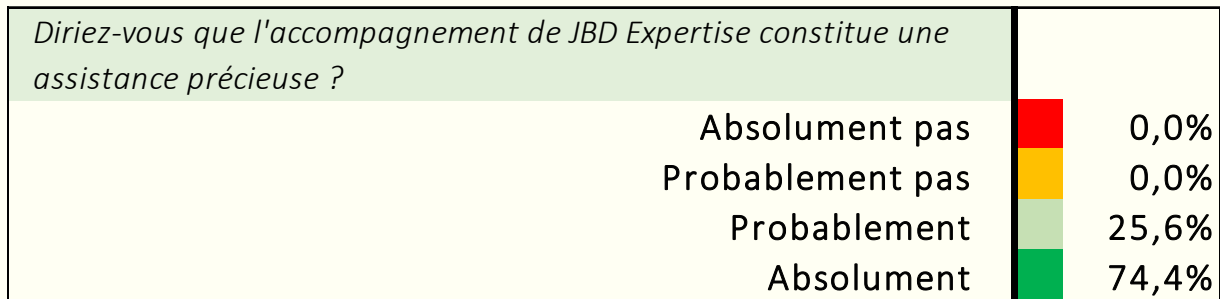 Diriez-vous que l'accompagnement de JBD Expertise constitue une
assistance précieuse ?
Absolument pas 0,0%
Probablement pas 0,0%
Probablement 25,6%
Absolument 74,4%